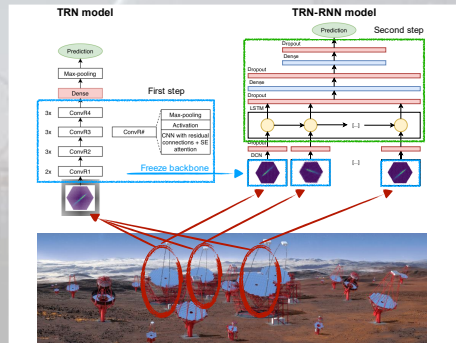 TRN model
Prediction
Max-pooling
Dense
First step
3x ConvR4
3x ConvR3
3x ConvR2
2x ConvR1
ConvR#
Max-pooling
Activation
CNN with residual
connections + SE
attention
Freeze backbone
TRN-RNN model
Second step
Prediction
Dropout
Dense
Dropout
Dense
Dropout
LSTM
[...]
Dropout
DCN
[...]